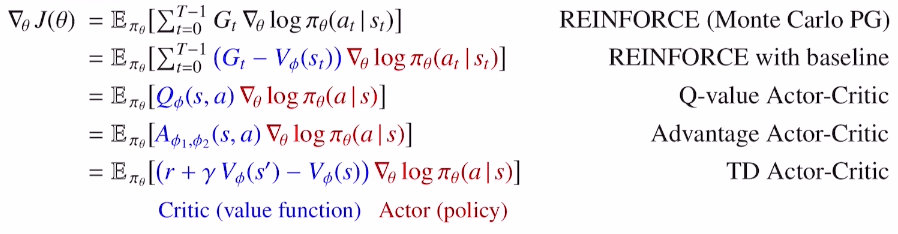 ∇_θ J(θ) = 𝔼_{π_θ}[∑_{t=0}^{T−1} G_t ∇_θ log π_θ(a_t | s_t)] REINFORCE (Monte Carlo PG)
= 𝔼_{π_θ}[∑_{t=0}^{T−1} (G_t − V_ϕ(s_t)) ∇_θ log π_θ(a_t | s_t)] REINFORCE with baseline
= 𝔼_{π_θ}[Q_ϕ(s, a) ∇_θ log π_θ(a | s)] Q-value Actor-Critic
= 𝔼_{π_θ}[A_{ϕ_1,ϕ_2}(s, a) ∇_θ log π_θ(a | s)] Advantage Actor-Critic
= 𝔼_{π_θ}[(r + γ V_ϕ(s′) − V_ϕ(s)) ∇_θ log π_θ(a | s)] TD Actor-Critic
Critic (value function) Actor (policy)